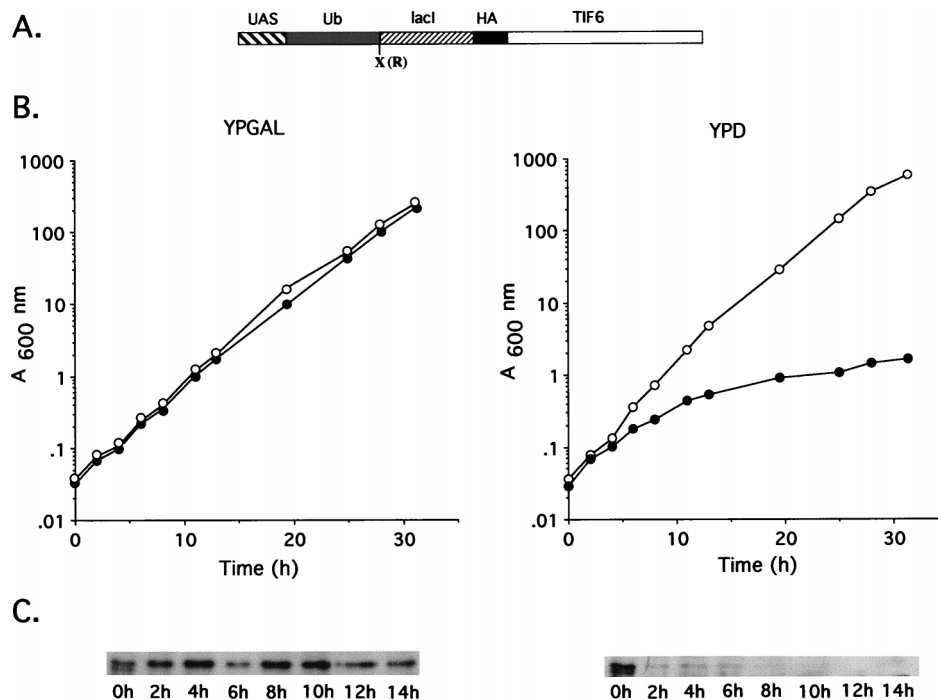 A.
UAS Ub lacI HA TIF6
X (R)
B.
YPGAL
1000
100
10
1
.1
.01
A 600 nm
0 10 20 30
Time (h)
YPD
1000
100
10
1
.1
.01
A 600 nm
0 10 20 30
Time (h)
C.
0h 2h 4h 6h 8h 10h 12h 14h
0h 2h 4h 6h 8h 10h 12h 14h